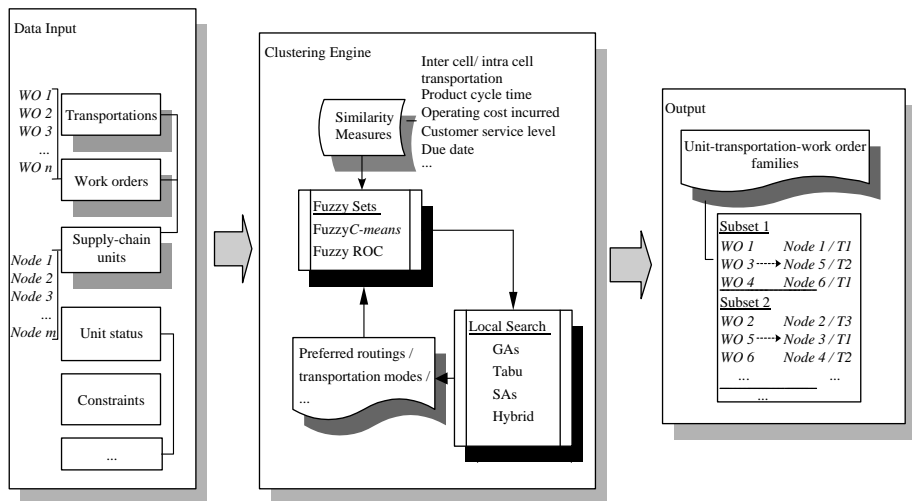 Data Input
WO 1
WO 2
WO 3
...
WO n
Transportations
Work orders
Supply-chain
units
Node 1
Node 2
Node 3
...
Node m
Unit status
Constraints
...
Clustering Engine
Inter cell/ intra cell
transportation
Product cycle time
Operating cost incurred
Customer service level
Due date
...
Similarity
Measures
Fuzzy Sets
FuzzyC-means
Fuzzy ROC
Local Search
GAs
Tabu
SAs
Hybrid
Preferred routings /
transportation modes /
...
Output
Unit-transportation-work order
families
Subset 1
WO 1 Node 1 / T1
WO 3 Node 5 / T2
WO 4 Node 6 / T1
Subset 2
WO 2 Node 2 / T3
WO 5 Node 3 / T1
WO 6 Node 4 / T2
... ...
...